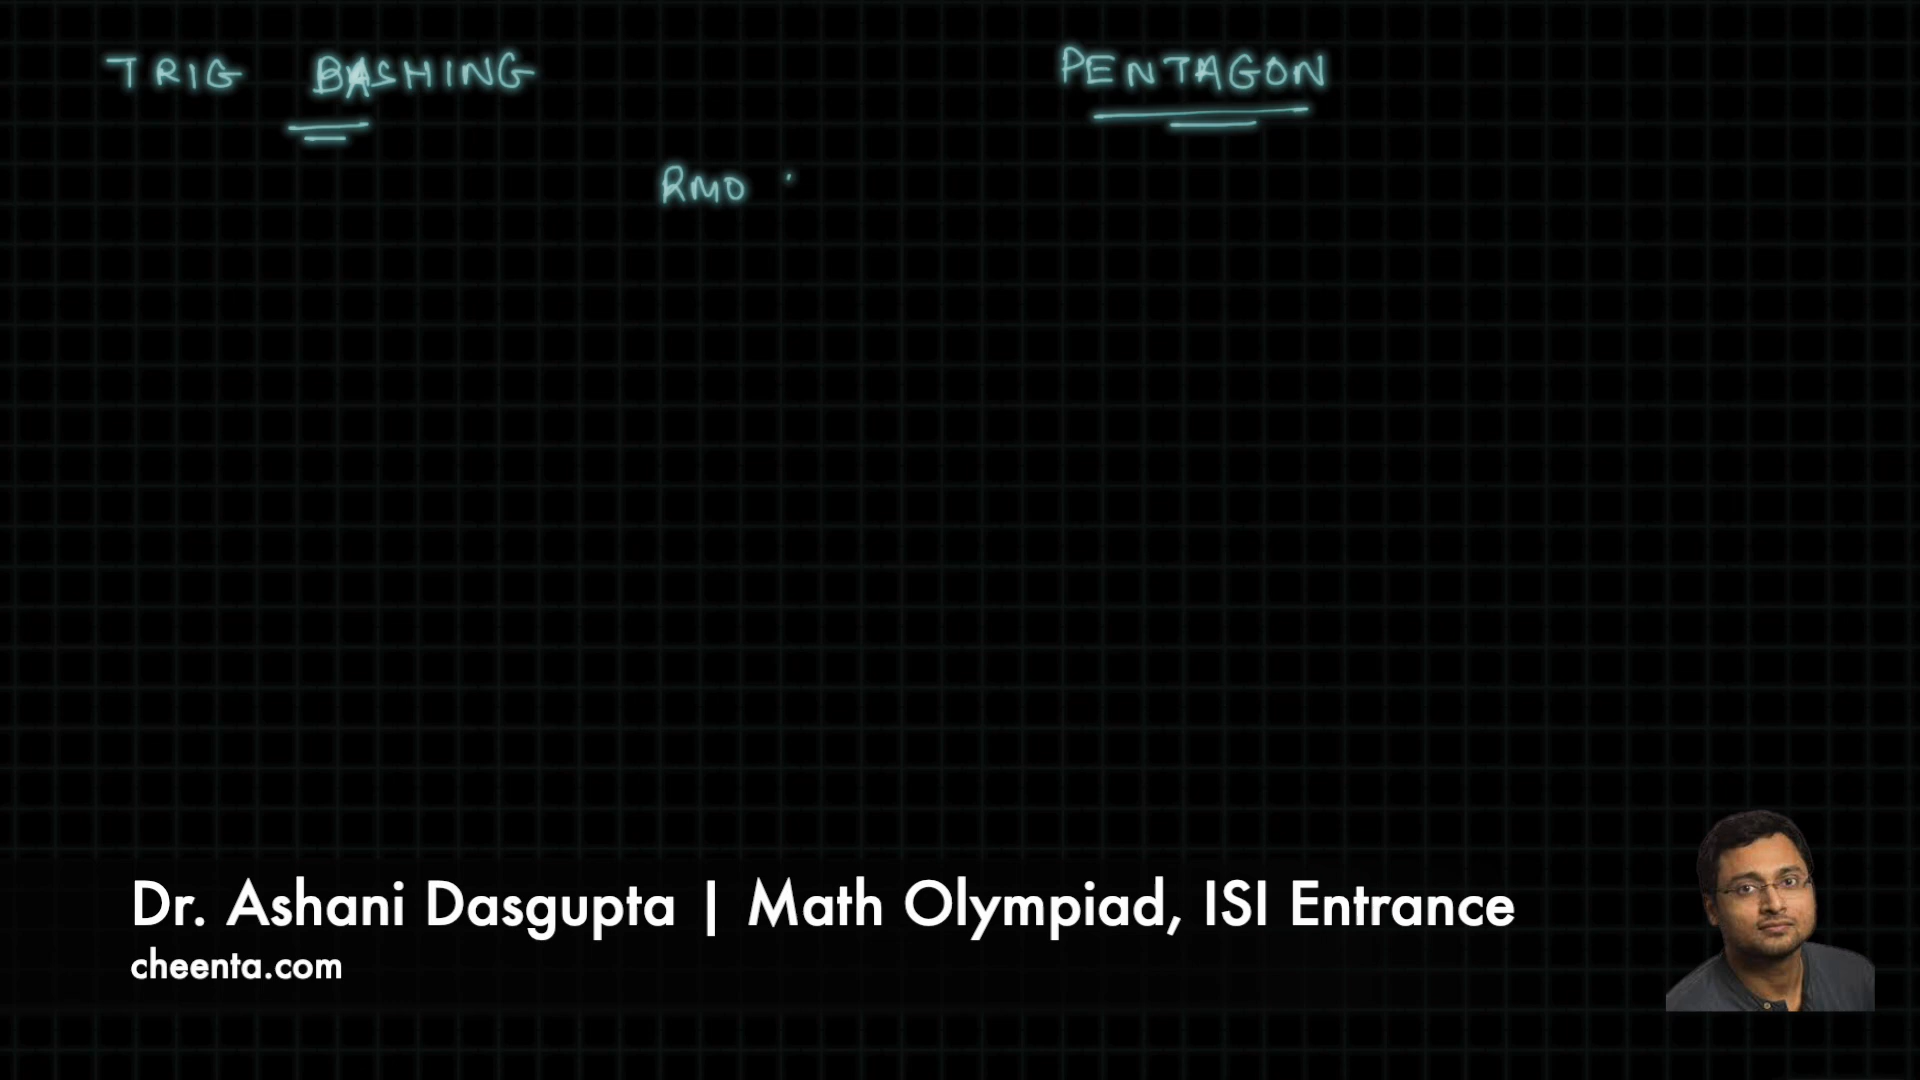 TRIG BASHING PENTAGON
RMO
Dr. Ashani Dasgupta | Math Olympiad, ISI Entrance
cheenta.com